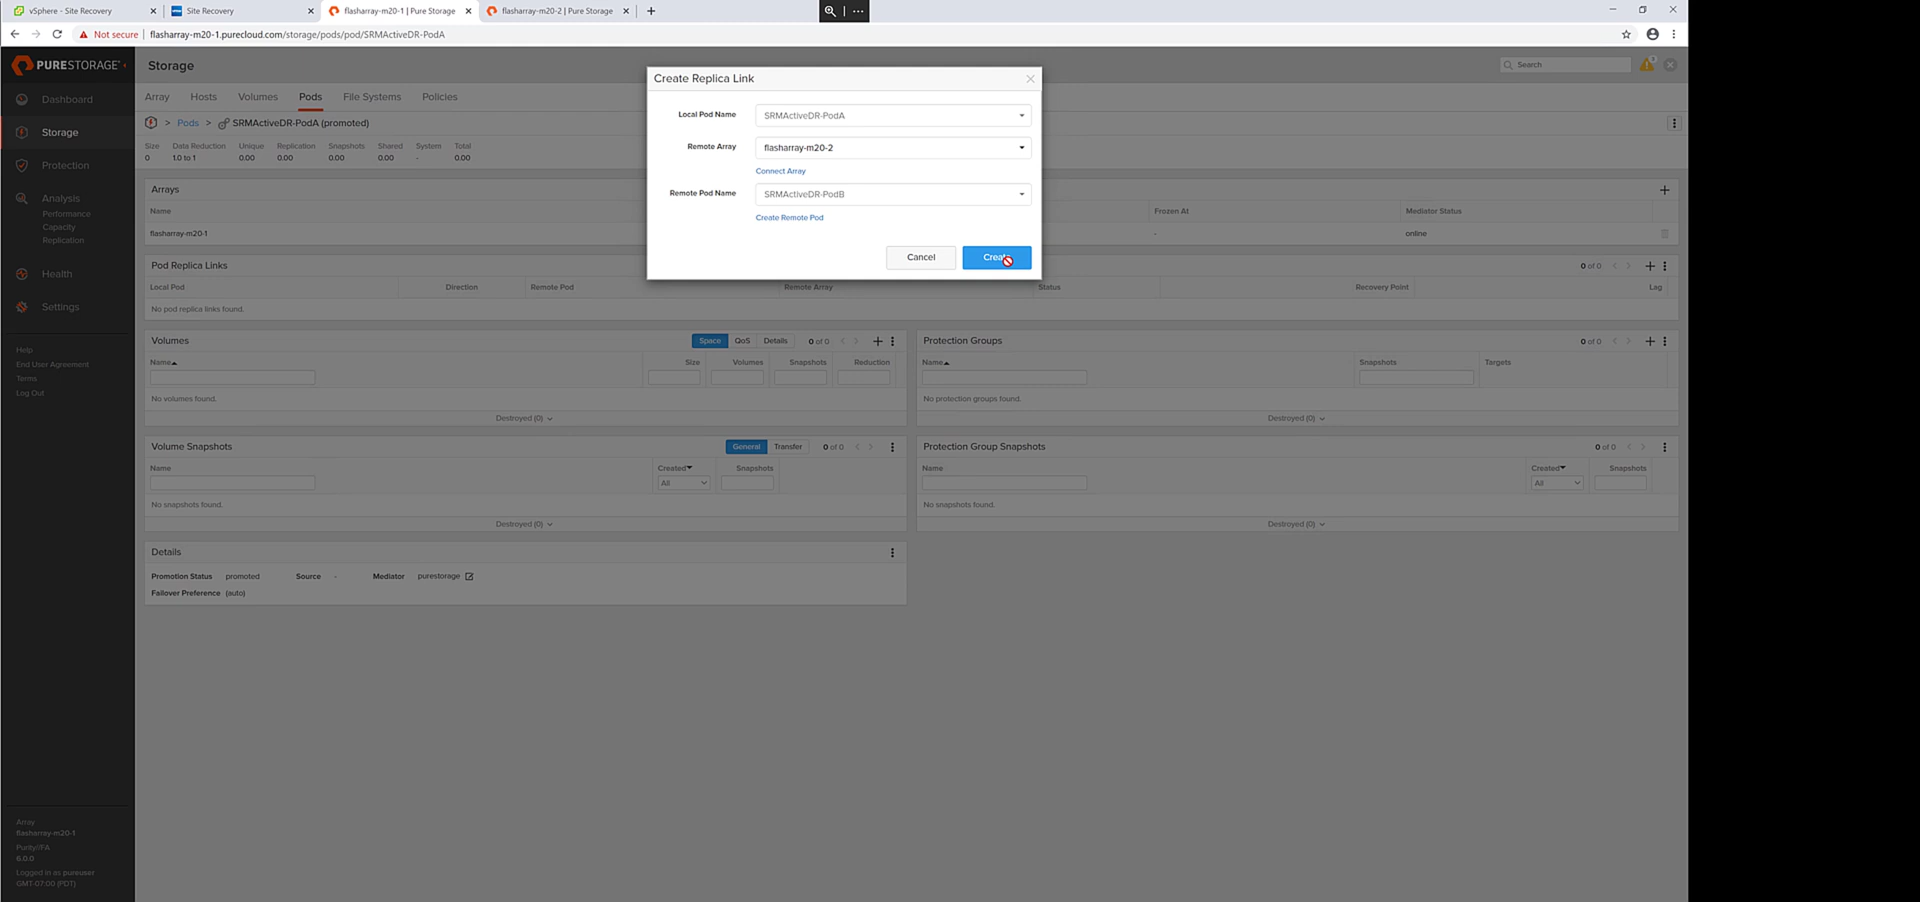 vSphere - Site Recovery
Site Recovery
flasharray-m20-1 | Pure Storage
flasharray-m20-2 | Pure Storage
Not secure | flasharray-m20-1.purecloud.com/storage/pods/pod/SRMActiveDR-PodA
PURESTORAGE
Dashboard
Storage
Protection
Analysis
Performance
Capacity
Replication
Health
Settings
Help
End User Agreement
Terms
Log Out
Array
flasharray-m20-1
Purity//FA
6.0.0
Logged in as pureuser
GMT-07:00 (PDT)
Storage
Search
Array Hosts Volumes Pods File Systems Policies
> Pods > SRMActiveDR-PodA (promoted)
Size Data Reduction Unique Replication Snapshots Shared System Total
0 1.0 to 1 0.00 0.00 0.00 0.00 - 0.00
Create Replica Link
Local Pod Name SRMActiveDR-PodA
Remote Array flasharray-m20-2
Connect Array
Remote Pod Name SRMActiveDR-PodB
Create Remote Pod
Cancel
Arrays
Name Frozen At Mediator Status
flasharray-m20-1 - online
Pod Replica Links 0 of 0
Local Pod Direction Remote Pod Remote Array Status Recovery Point Lag
No pod replica links found.
Volumes Space QoS Details 0 of 0
Name Size Volumes Snapshots Reduction
No volumes found.
Destroyed (0)
Protection Groups 0 of 0
Name Snapshots Targets
No protection groups found.
Destroyed (0)
Volume Snapshots General Transfer 0 of 0
Name Created Snapshots
All
No snapshots found.
Destroyed (0)
Protection Group Snapshots 0 of 0
Name Created Snapshots
All
No snapshots found.
Destroyed (0)
Details
Promotion Status promoted Source - Mediator purestorage
Failover Preference (auto)